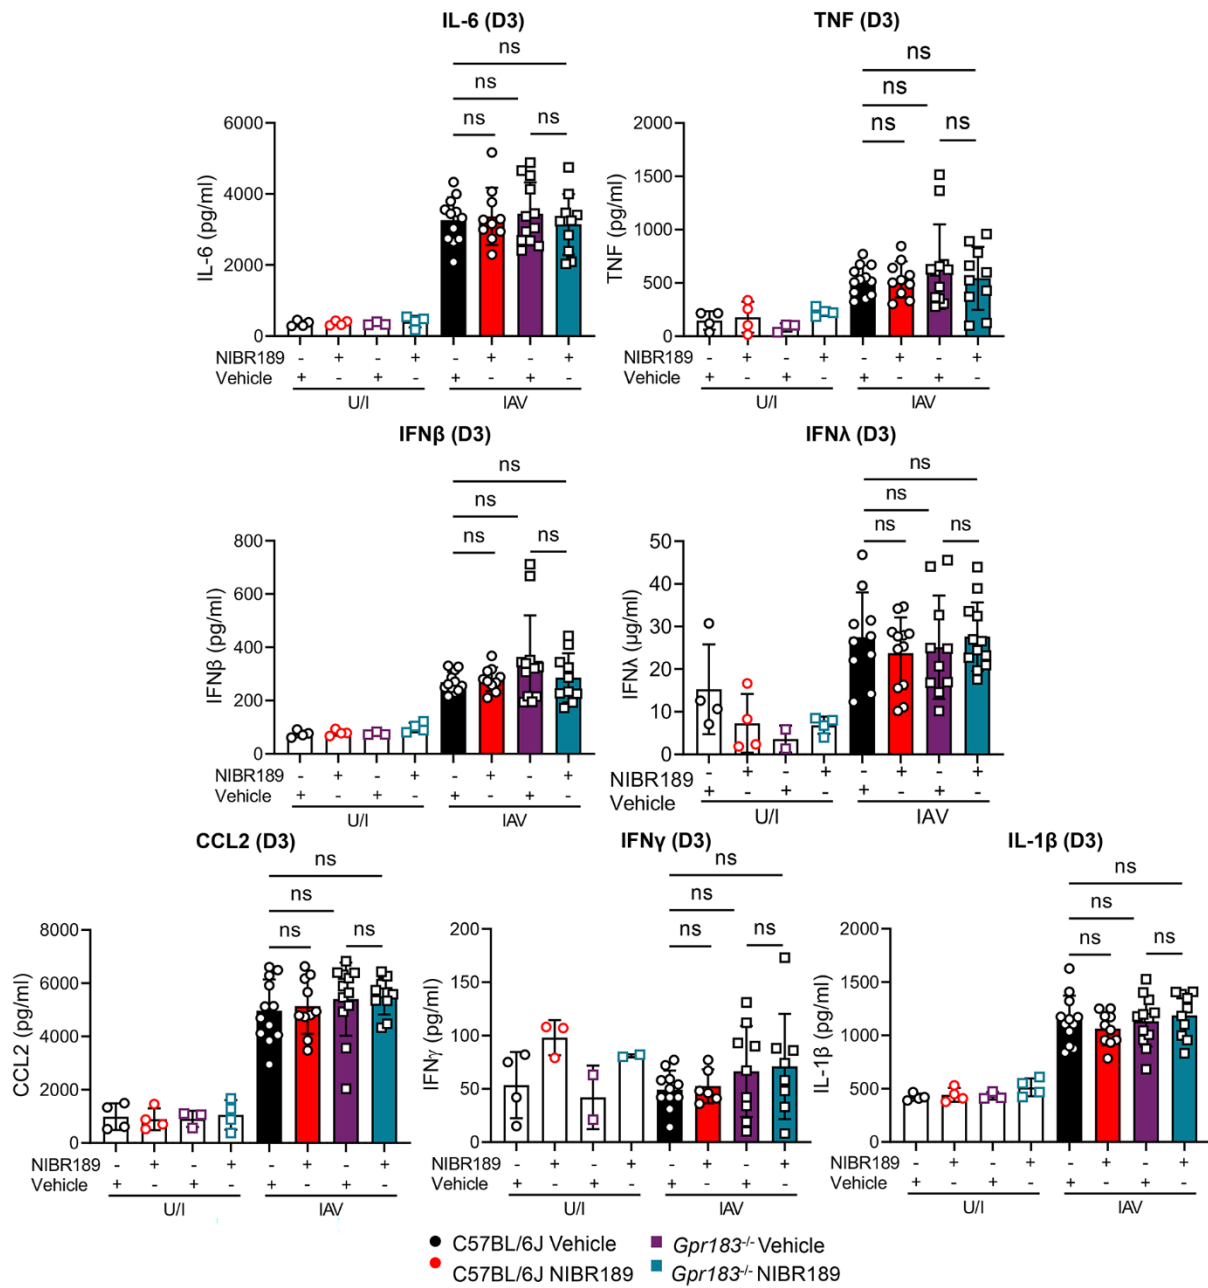 IL-6 (D3)
ns
ns
ns ns
6000
4000
2000
0
IL-6 (pg/ml)
NIBR189 - + - + - + - +
Vehicle + - + - + - + -
U/I IAV
TNF (D3)
ns
ns
ns ns
2000
1500
1000
500
0
TNF (pg/ml)
NIBR189 - + - + - + - +
Vehicle + - + - + - + -
U/I IAV
IFNβ (D3)
ns
ns
ns ns
800
600
400
200
0
IFNβ (pg/ml)
NIBR189 - + - + - + - +
Vehicle + - + - + - + -
U/I IAV
IFNλ (D3)
ns
ns
ns ns
50
40
30
20
10
0
IFNλ (µg/ml)
NIBR189 - + - + - + - +
Vehicle + - + - + - + -
U/I IAV
CCL2 (D3)
ns
ns
ns ns
8000
6000
4000
2000
0
CCL2 (pg/ml)
NIBR189 - + - + - + - +
Vehicle + - + - + - + -
U/I IAV
IFNγ (D3)
ns
ns
ns ns
200
150
100
50
0
IFNγ (pg/ml)
NIBR189 - + - + - + - +
Vehicle + - + - + - + -
U/I IAV
IL-1β (D3)
ns
ns
ns ns
2000
1500
1000
500
0
IL-1β (pg/ml)
NIBR189 - + - + - + - +
Vehicle + - + - + - + -
U/I IAV
C57BL/6J Vehicle
C57BL/6J NIBR189
Gpr183-/- Vehicle
Gpr183-/- NIBR189